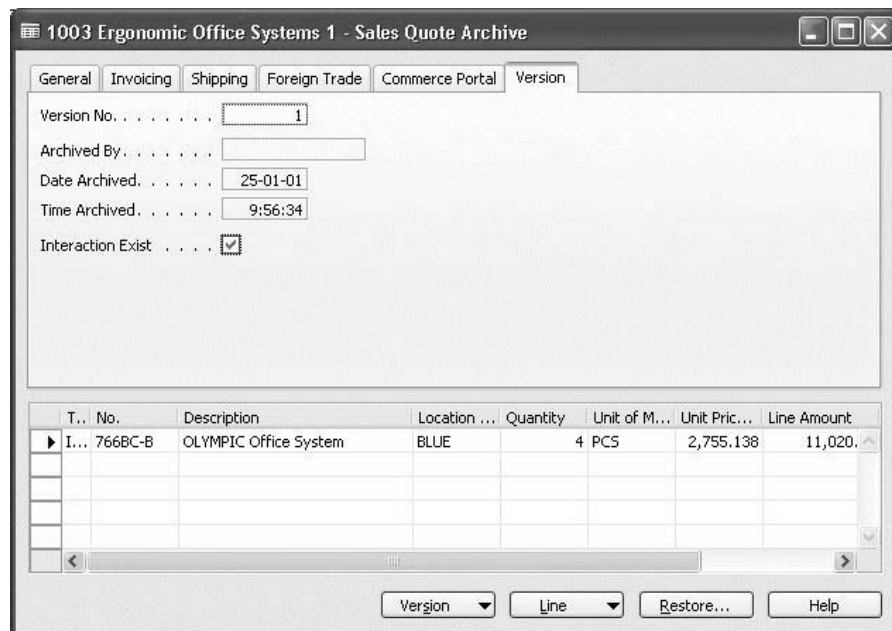 1003 Ergonomic Office Systems 1 - Sales Quote Archive
General Invoicing Shipping Foreign Trade Commerce Portal Version
Version No. . . . . . . . 1
Archived By. . . . . . .
Date Archived. . . . . . 25-01-01
Time Archived. . . . . . 9:56:34
Interaction Exist . . . .
T.. No. Description Location ... Quantity Unit of M... Unit Pric... Line Amount
I... 766BC-B OLYMPIC Office System BLUE 4 PCS 2,755.138 11,020.
Version Line Restore... Help